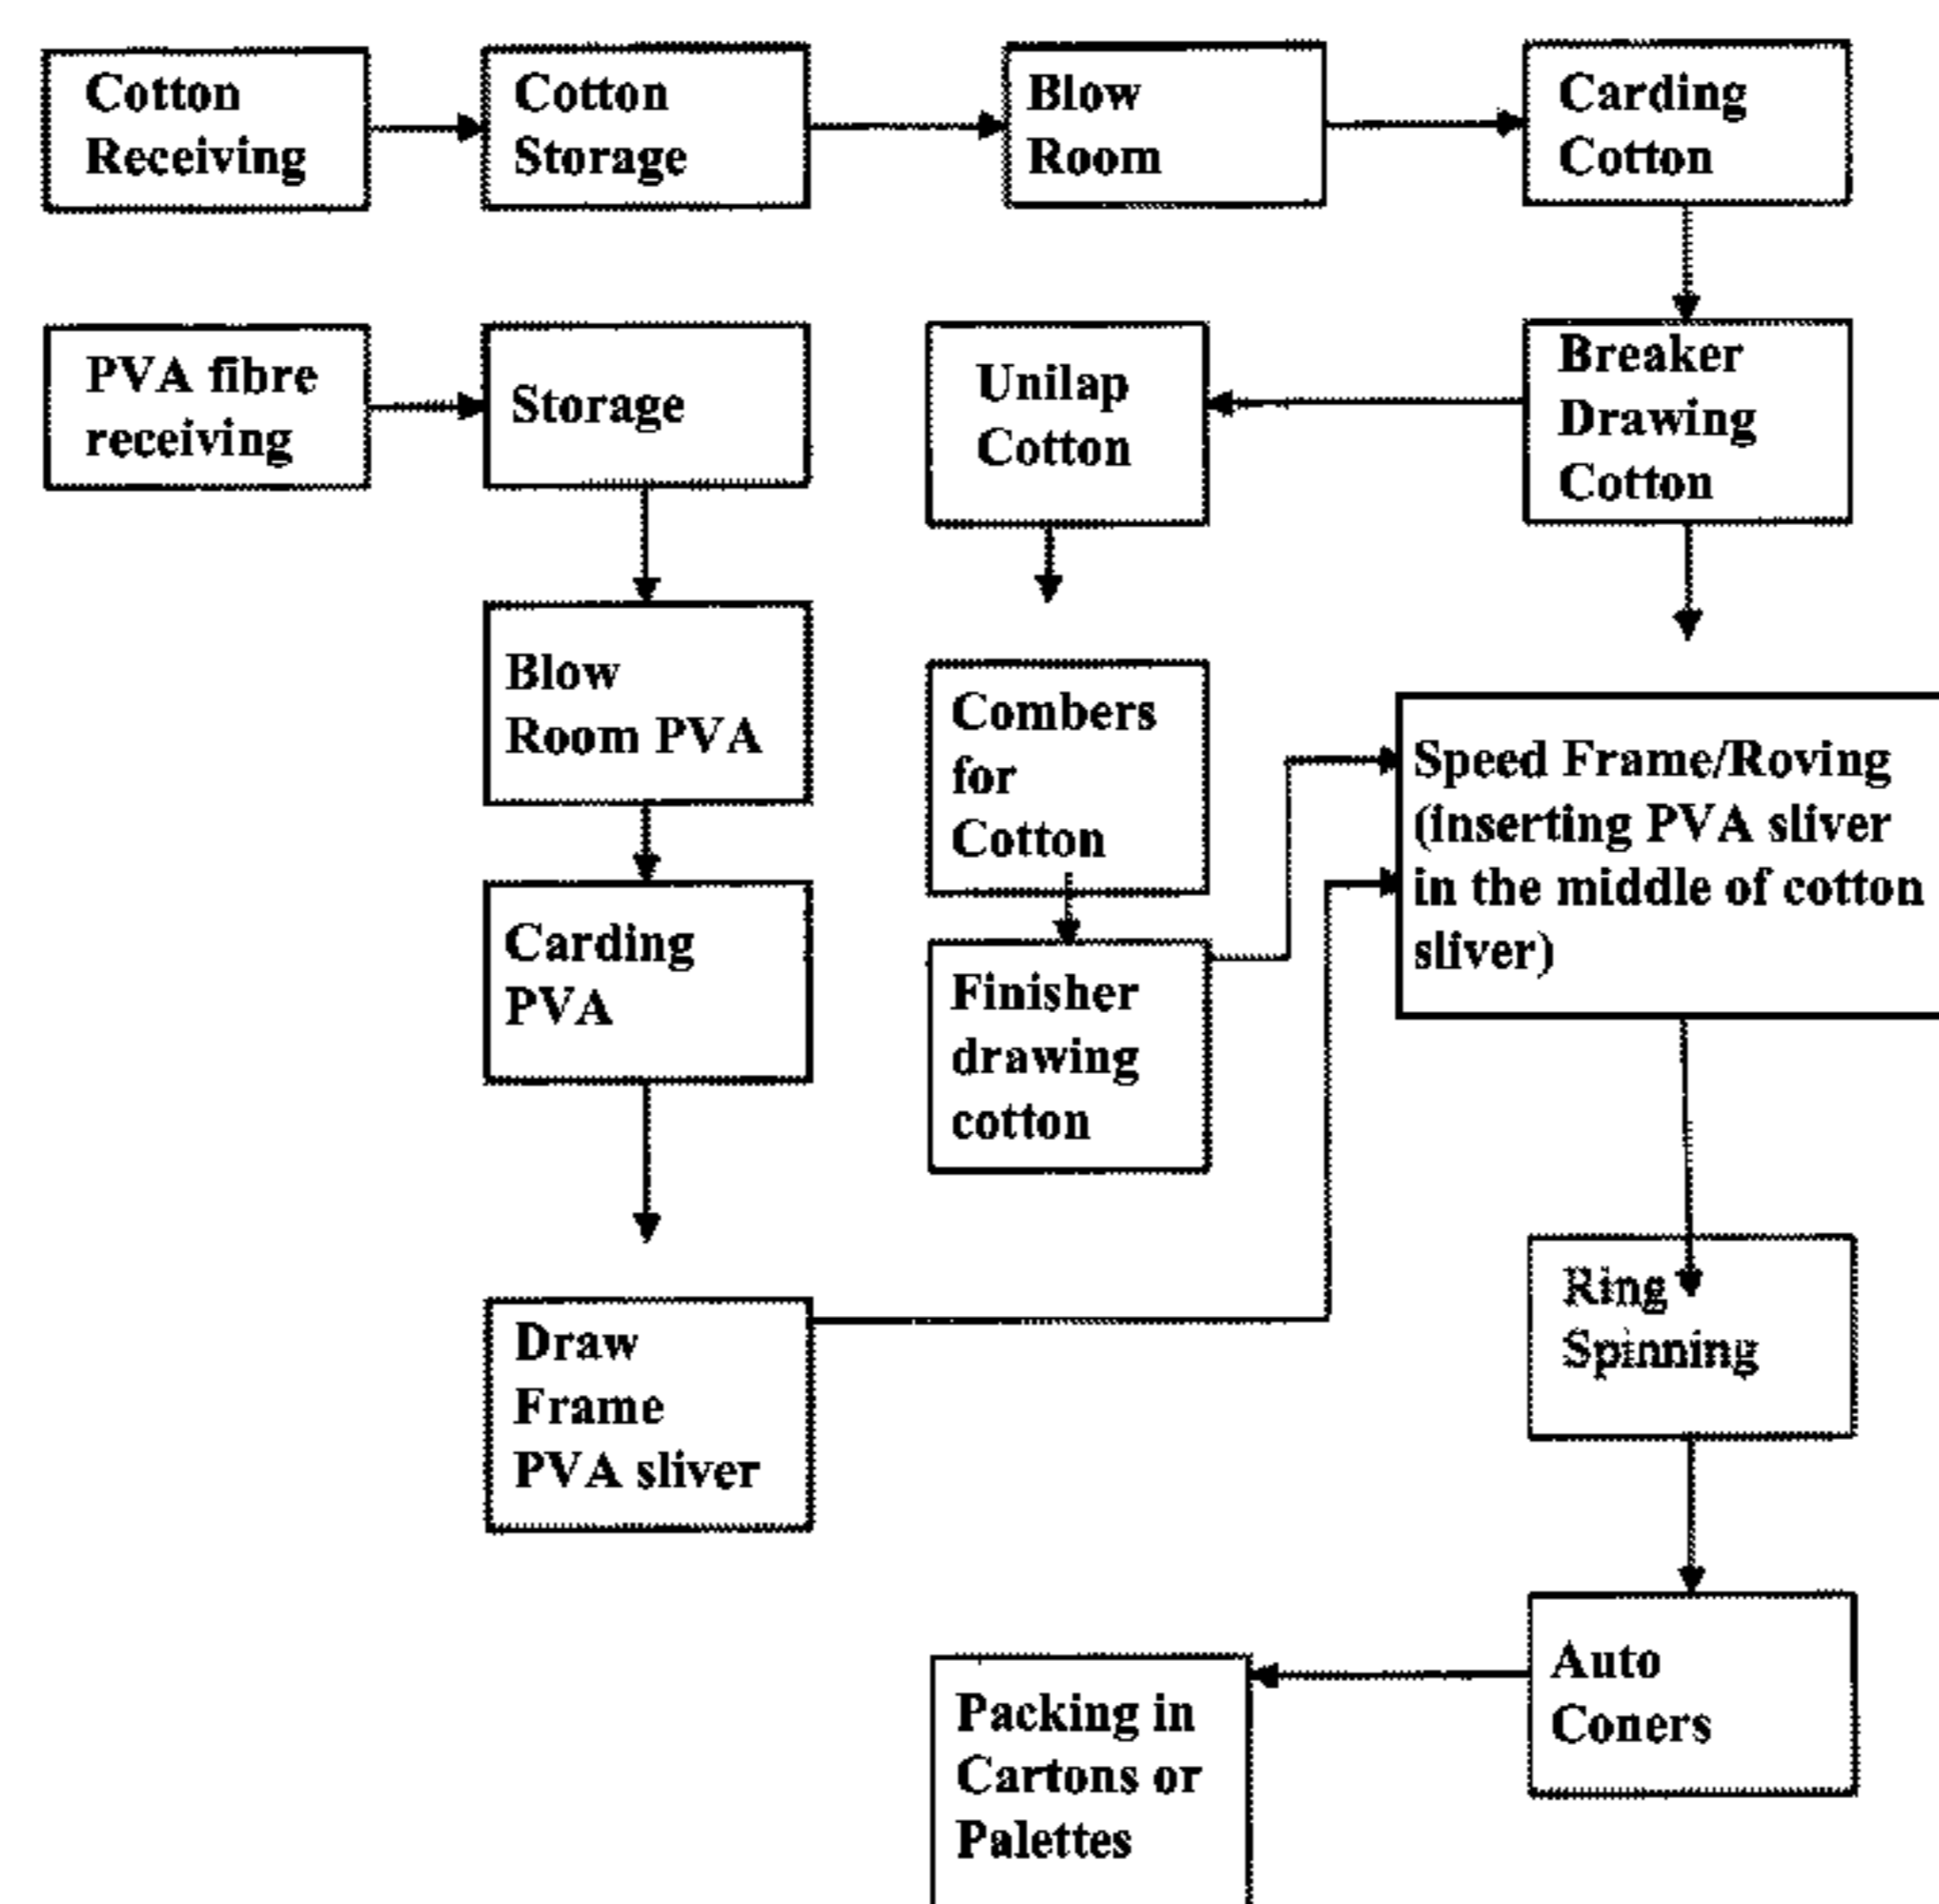 Cotton
Receiving
Cotton
Storage
Blow
Room
Carding
Cotton
PVA fibre
receiving
Storage
Unilap
Cotton
Breaker
Drawing
Cotton
Blow
Room PVA
Combers
for
Cotton
Speed Frame/Roving
(inserting PVA sliver
in the middle of cotton
sliver)
Carding
PVA
Finisher
drawing
cotton
Ring
Spinning
Draw
Frame
PVA sliver
Auto
Coners
Packing in
Cartons or
Palettes